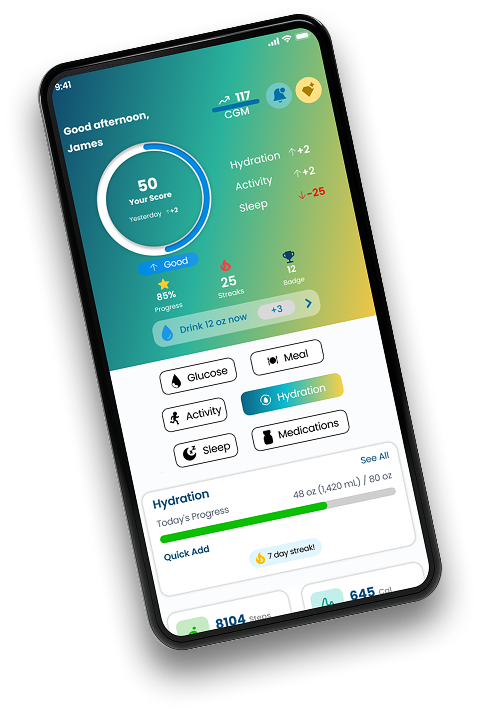 9:41
Good afternoon,
James
117
CGM
50
Your Score
Yesterday ↑+2
Good
Hydration ↑+2
Activity ↑+2
Sleep ↓-25
85%
Progress
25
Streaks
12
Badge
Drink 12 oz now +3
Glucose
Meal
Activity
Hydration
Sleep
Medications
Hydration
See All
Today's Progress
48 oz (1,420 mL) / 80 oz
Quick Add
7 day streak!
8104 Steps
645 Cal